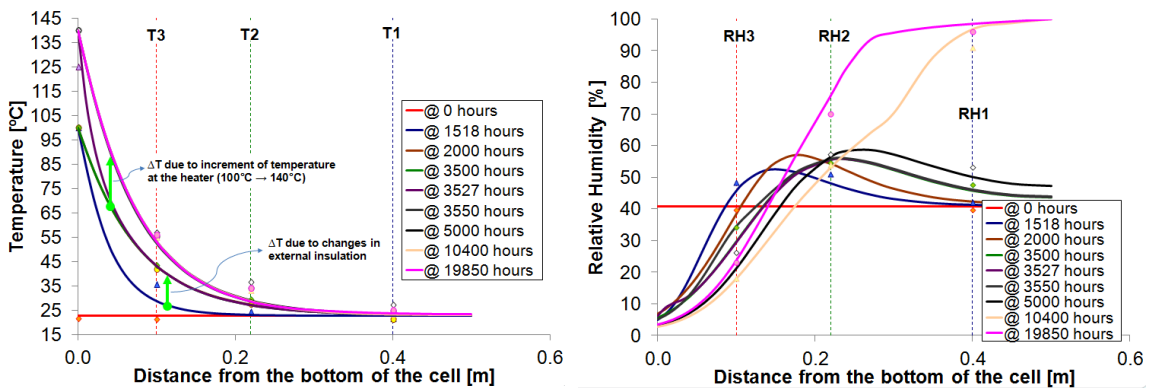 145
135
125
115
105
95
85
75
65
55
45
35
25
15
Temperature [ºC]
T3
T2
T1
ΔT due to increment of temperature
at the heater (100°C → 140°C)
ΔT due to changes in
external insulation
@ 0 hours
@ 1518 hours
@ 2000 hours
@ 3500 hours
@ 3527 hours
@ 3550 hours
@ 5000 hours
@ 10400 hours
@ 19850 hours
0.0
0.2
0.4
0.6
Distance from the bottom of the cell [m]
100
90
80
70
60
50
40
30
20
10
0
Relative Humidity [%]
RH3
RH2
RH1
@ 0 hours
@ 1518 hours
@ 2000 hours
@ 3500 hours
@ 3527 hours
@ 3550 hours
@ 5000 hours
@ 10400 hours
@ 19850 hours
0.0
0.2
0.4
0.6
Distance from the bottom of the cell [m]